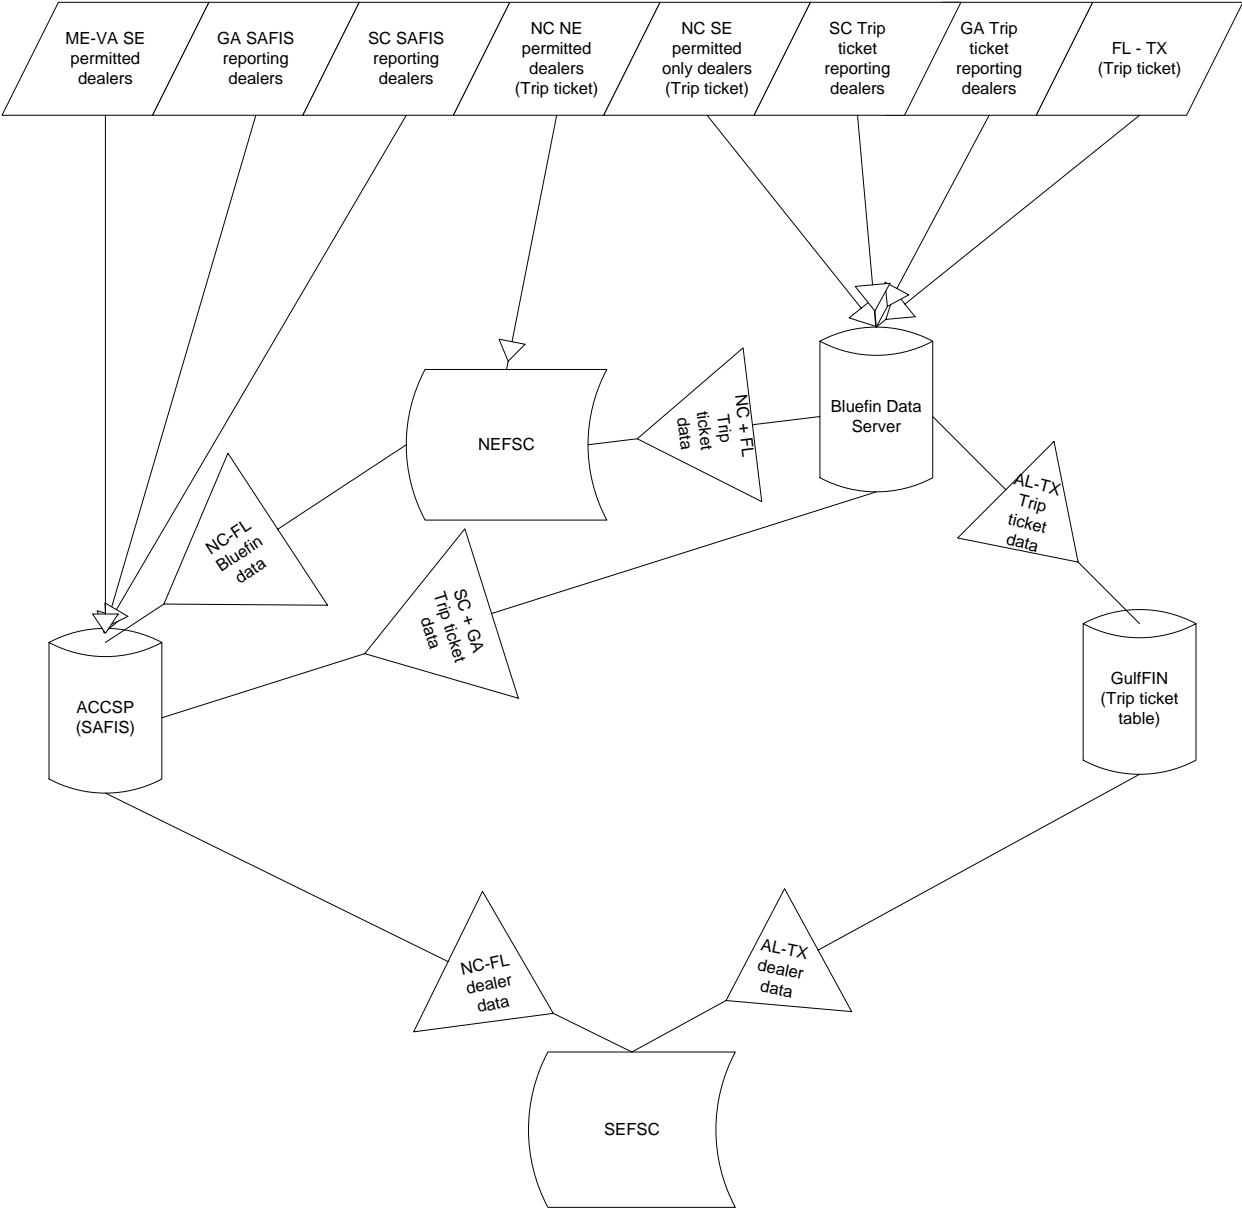 ME-VA SE
permitted
dealers
GA SAFIS
reporting
dealers
SC SAFIS
reporting
dealers
NC NE
permitted
dealers
(Trip ticket)
NC SE
permitted
only dealers
(Trip ticket)
SC Trip
ticket
reporting
dealers
GA Trip
ticket
reporting
dealers
FL - TX
(Trip ticket)
Bluefin Data
Server
NC + FL
Trip
ticket
data
NEFSC
AL-TX
Trip
ticket
data
NC-FL
Bluefin
data
SC + GA
Trip ticket
data
ACCSP
(SAFIS)
GulfFIN
(Trip ticket
table)
NC-FL
dealer
data
AL-TX
dealer
data
SEFSC